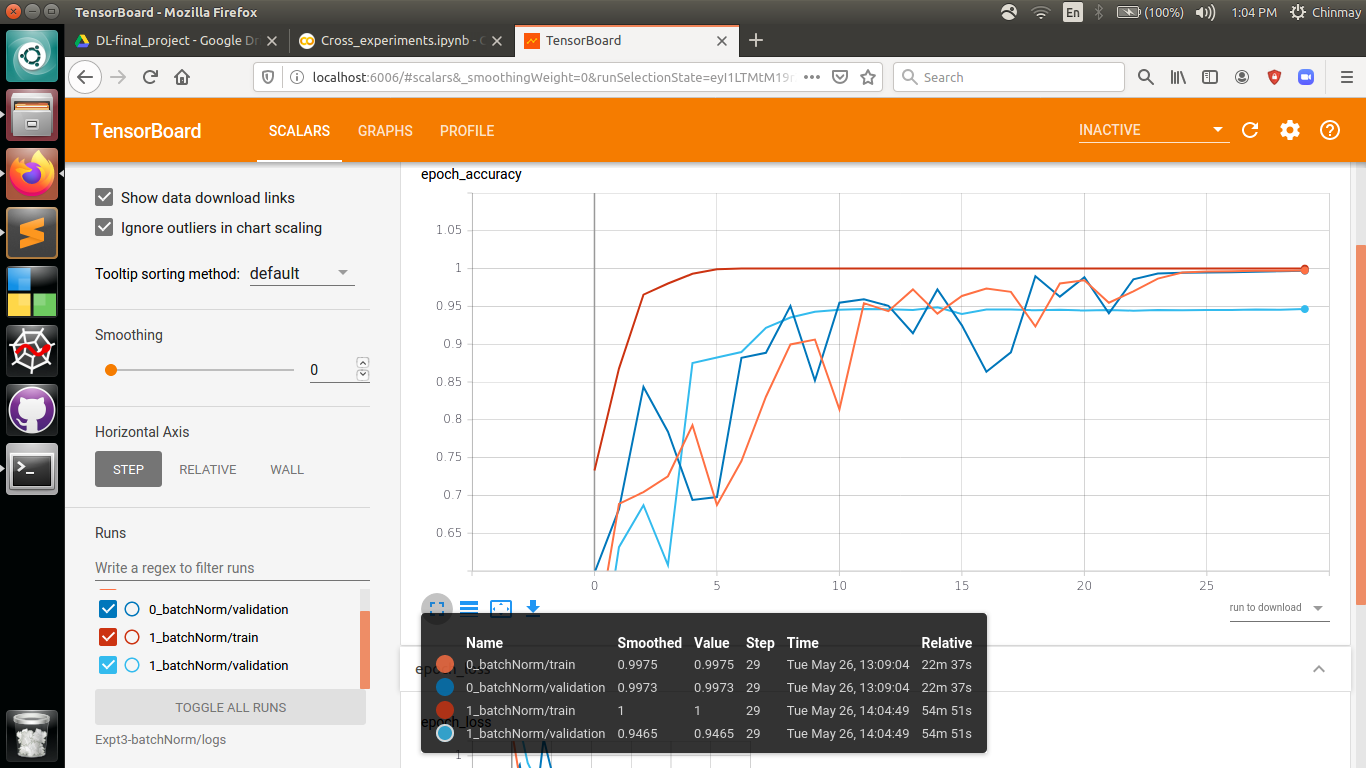 TensorBoard - Mozilla Firefox
En (100%) 1:04 PM Chinmay
DL-final_project - Google Dr
Cross_experiments.ipynb - C
TensorBoard
localhost:6006/#scalars&_smoothingWeight=0&runSelectionState=eyI1LTMtM19r
Search
TensorBoard
SCALARS
GRAPHS
PROFILE
INACTIVE
Show data download links
Ignore outliers in chart scaling
Tooltip sorting method: default
Smoothing
0
Horizontal Axis
STEP RELATIVE WALL
Runs
Write a regex to filter runs
0_batchNorm/validation
1_batchNorm/train
1_batchNorm/validation
TOGGLE ALL RUNS
Expt3-batchNorm/logs
epoch_accuracy
1.05
1
0.95
0.9
0.85
0.8
0.75
0.7
0.65
0 5 10 15 20 25
run to download
Name Smoothed Value Step Time Relative
0_batchNorm/train 0.9975 0.9975 29 Tue May 26, 13:09:04 22m 37s
0_batchNorm/validation 0.9973 0.9973 29 Tue May 26, 13:09:04 22m 37s
1_batchNorm/train 1 1 29 Tue May 26, 14:04:49 54m 51s
1_batchNorm/validation 0.9465 0.9465 29 Tue May 26, 14:04:49 54m 51s
epoch_loss
epoch_loss
1